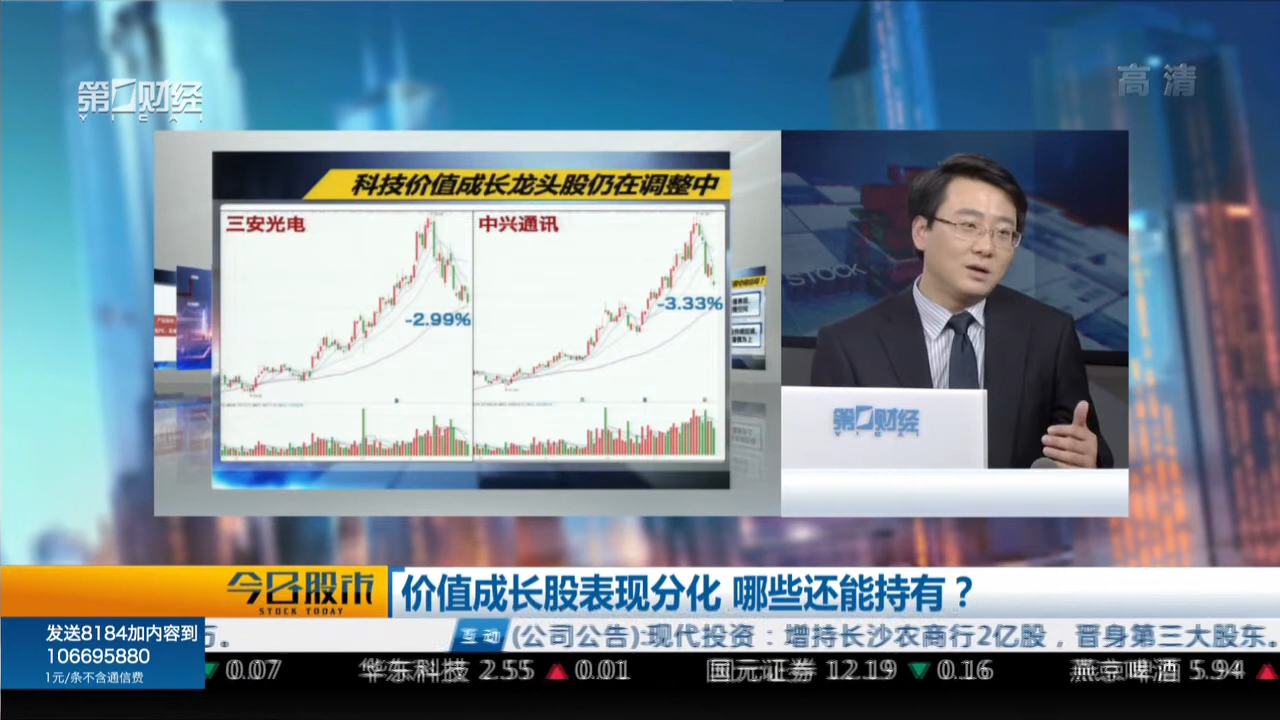 第一财经
YICAI
高清
科技价值成长龙头股仍在调整中
三安光电
中兴通讯
-2.99%
-3.33%
STOCK
第一财经
YICAI
今日股市
STOCK TODAY
价值成长股表现分化 哪些还能持有？
发送8184加内容到
106695880
1元/条不含通信费
万。
互动
(公司公告):现代投资：增持长沙农商行2亿股，晋身第三大股东。
▼ 0.07 华东科技 2.55 ▲ 0.01 国元证券 12.19 ▼ 0.16 燕京啤酒 5.94 ▲